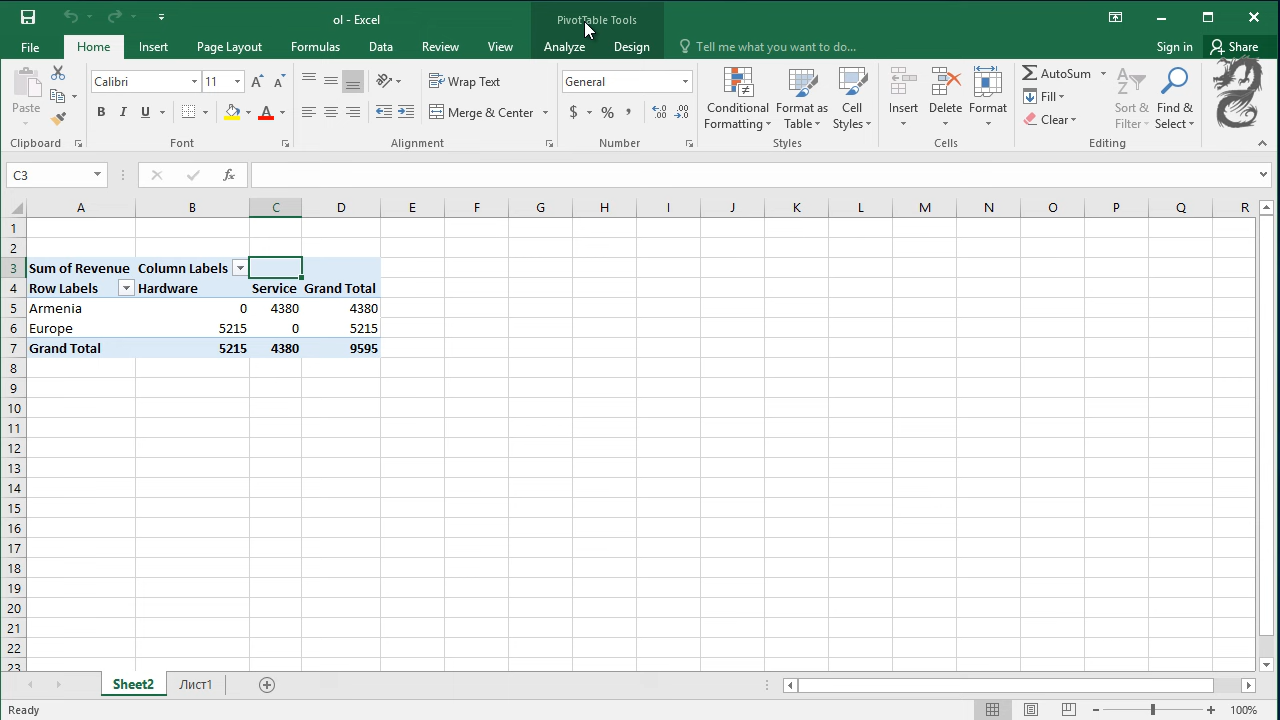 ol - Excel
PivotTable Tools
File Home Insert Page Layout Formulas Data Review View Analyze Design Tell me what you want to do... Sign in Share
Paste
Calibri 11
B I U A
Wrap Text
Merge & Center
General
$ % ,
Conditional Formatting
Format as Table
Cell Styles
Insert
Delete
Format
AutoSum
Fill
Clear
Sort & Filter
Find & Select
Clipboard Font Alignment Number Styles Cells Editing
C3 fx
A B C D E F G H I J K L M N O P Q R
1
2
3 Sum of Revenue Column Labels
4 Row Labels Hardware Service Grand Total
5 Armenia 0 4380 4380
6 Europe 5215 0 5215
7 Grand Total 5215 4380 9595
8
9
10
11
12
13
14
15
16
17
18
19
20
21
22
23
Sheet2 Лист1
Ready 100%